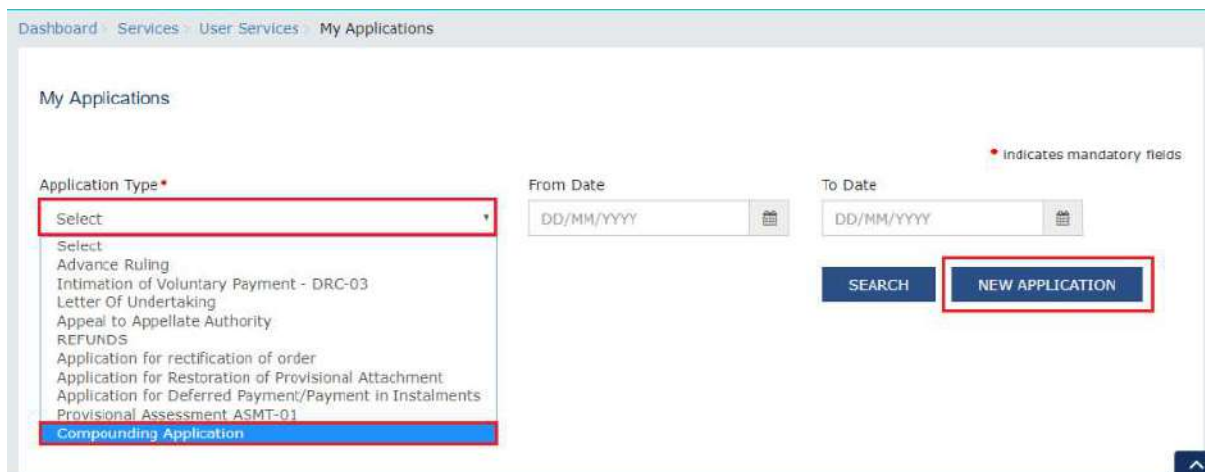 Dashboard > Services > User Services > My Applications
My Applications
• indicates mandatory fields
Application Type •
From Date
To Date
Select
DD/MM/YYYY
DD/MM/YYYY
Select
Advance Ruling
Intimation of Voluntary Payment - DRC-03
Letter Of Undertaking
Appeal to Appellate Authority
REFUNDS
Application for rectification of order
Application for Restoration of Provisional Attachment
Application for Deferred Payment/Payment in Instalments
Provisional Assessment ASMT-01
Compounding Application
SEARCH
NEW APPLICATION